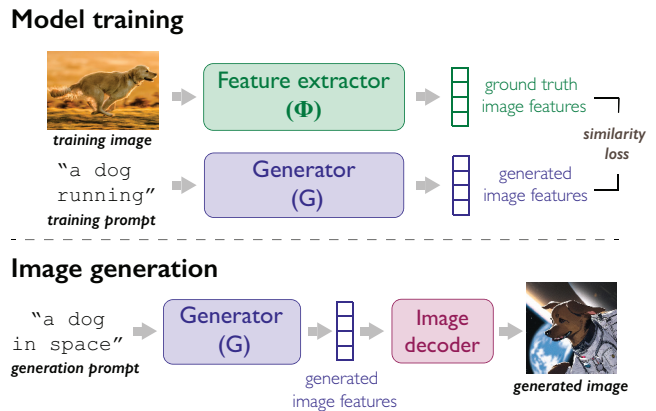 Model training
training image
Feature extractor
(Φ)
ground truth
image features
similarity
loss
"a dog
running"
training prompt
Generator
(G)
generated
image features
Image generation
"a dog
in space"
generation prompt
Generator
(G)
generated
image features
Image
decoder
generated image